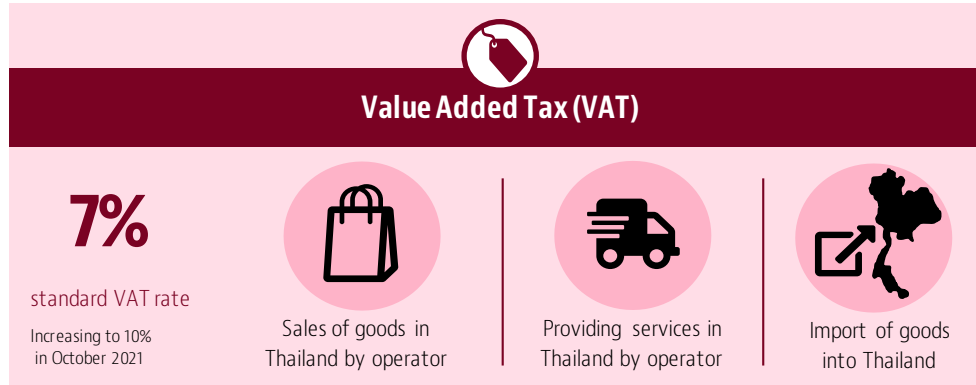 Value Added Tax (VAT)
7%
standard VAT rate
Increasing to 10%
in October 2021
Sales of goods in
Thailand by operator
Providing services in
Thailand by operator
Import of goods
into Thailand